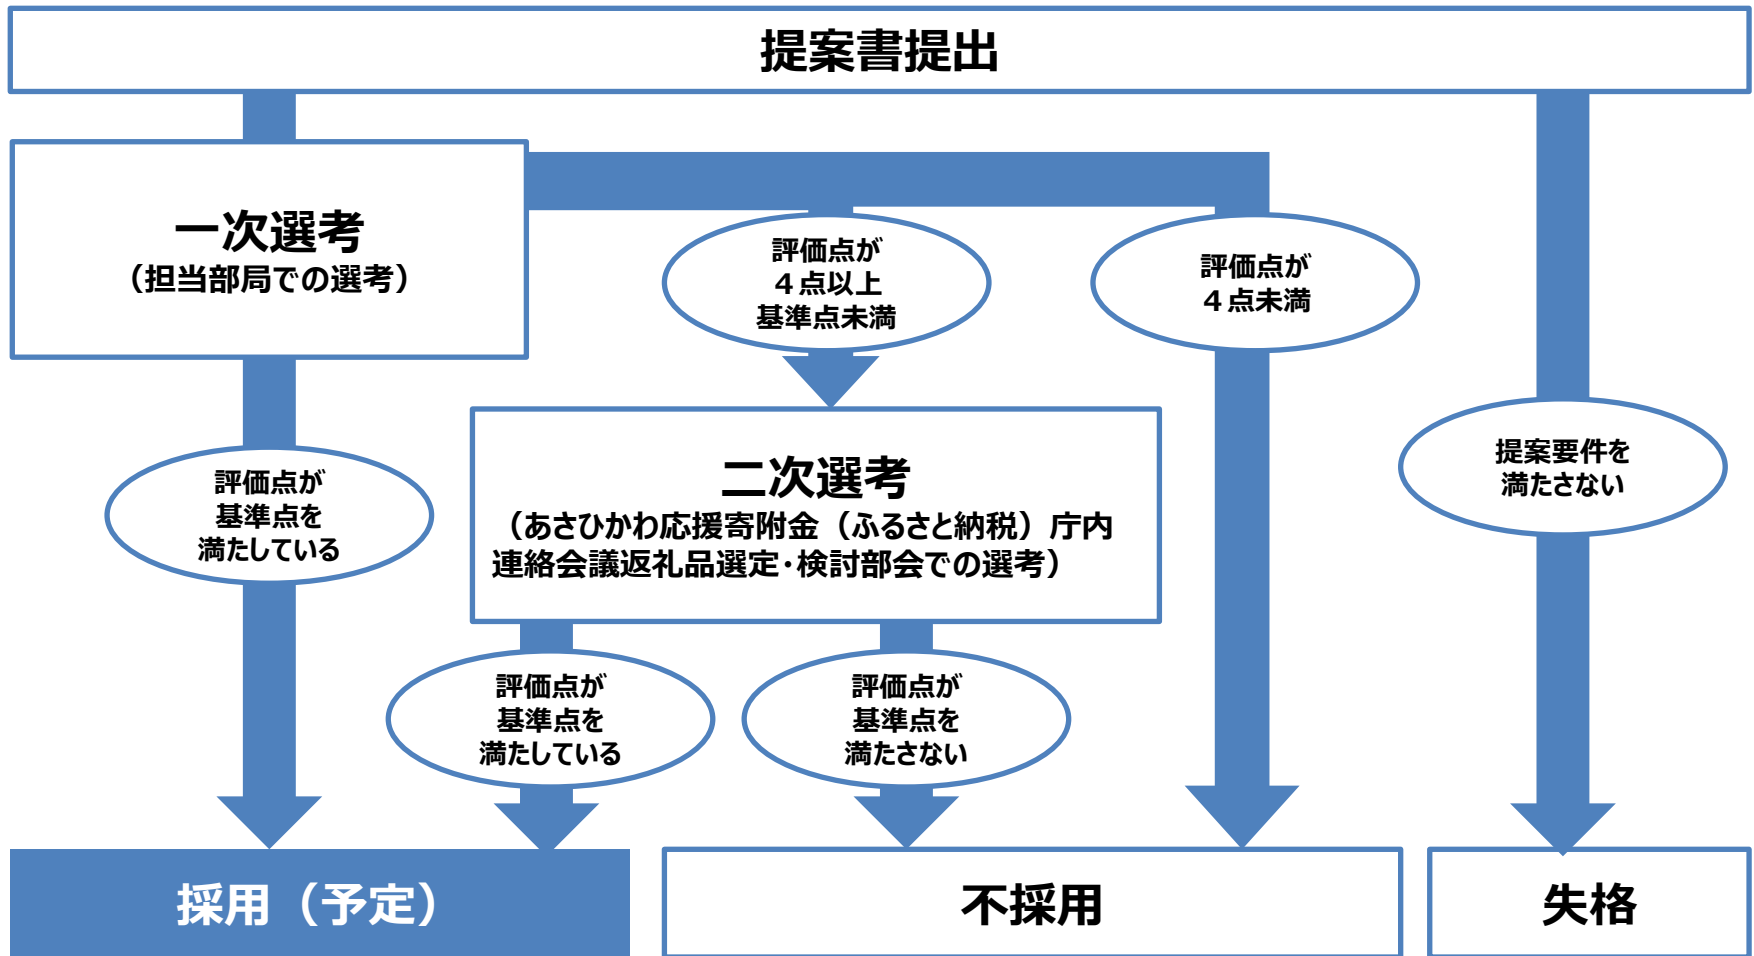 提案書提出
一次選考
（担当部局での選考）
評価点が
４点以上
基準点未満
評価点が
４点未満
評価点が
基準点を
満たしている
二次選考
（あさひかわ応援寄附金（ふるさと納税）庁内
連絡会議返礼品選定・検討部会での選考）
提案要件を
満たさない
評価点が
基準点を
満たしている
評価点が
基準点を
満たさない
採用（予定）
不採用
失格